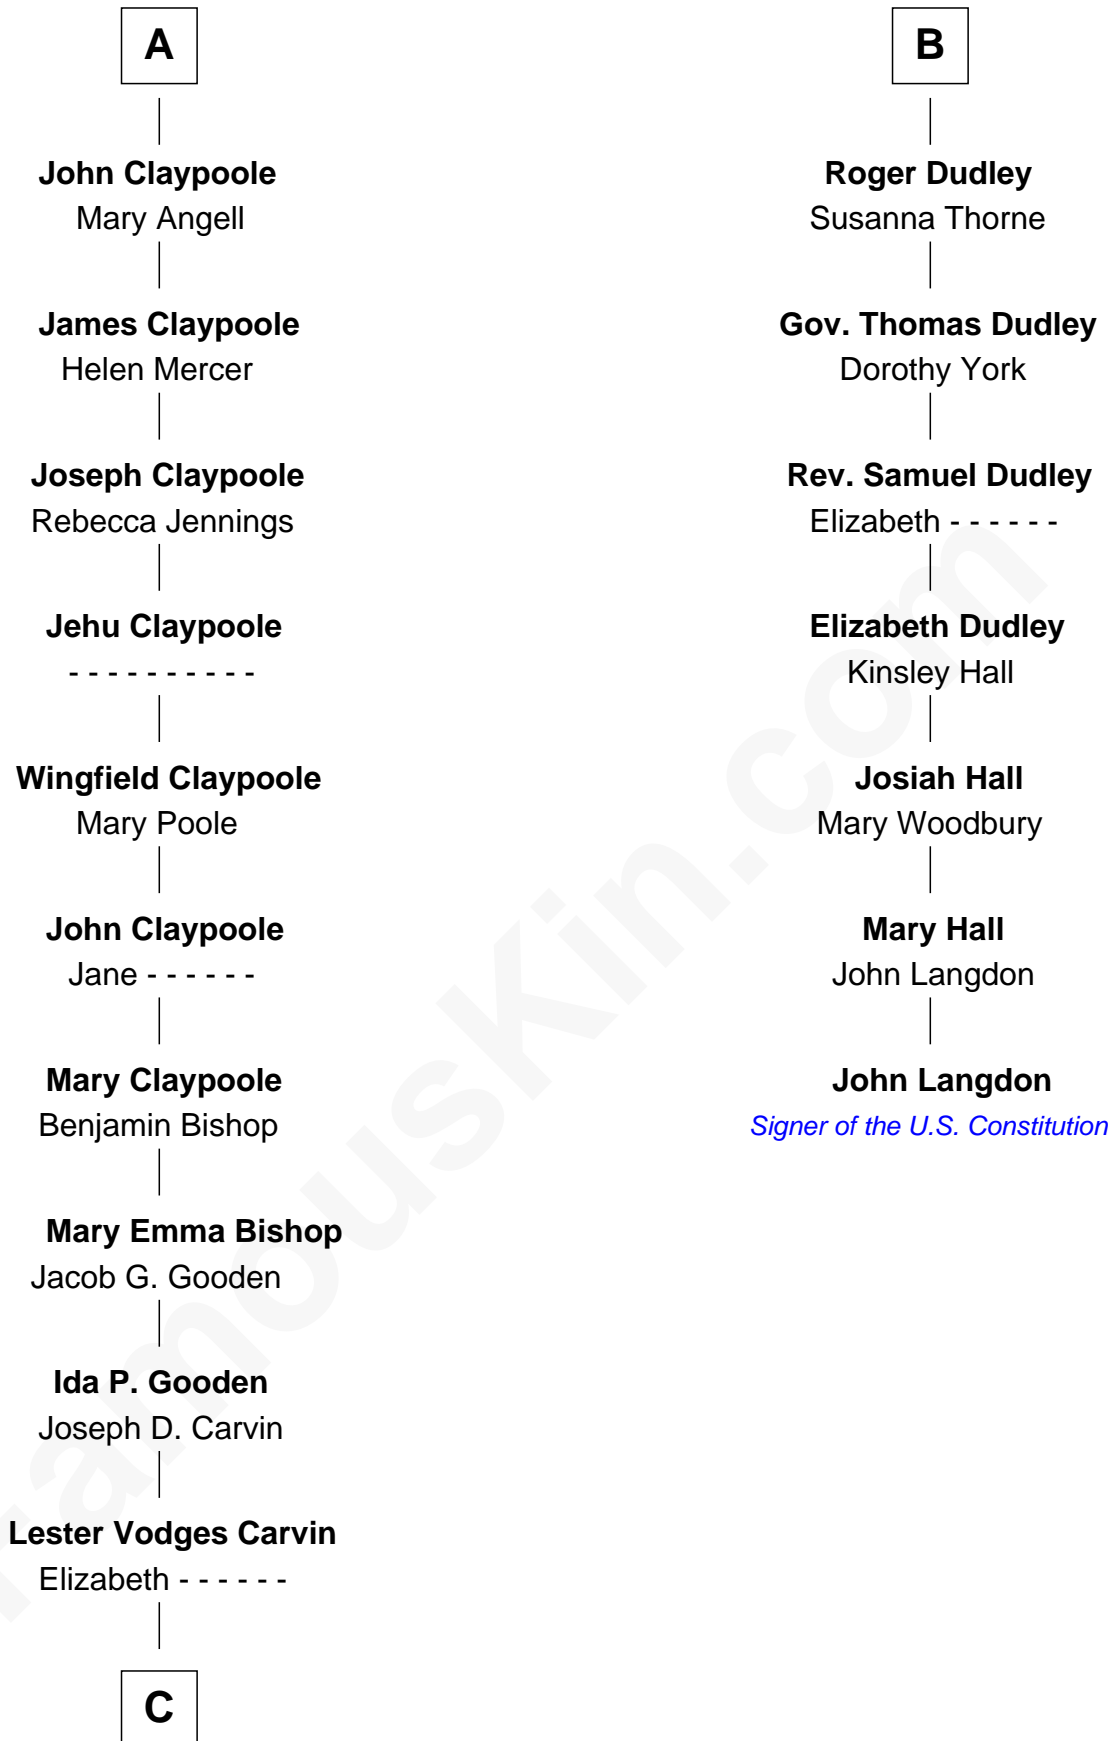 A
John Claypoole
Mary Angell
James Claypoole
Helen Mercer
Joseph Claypoole
Rebecca Jennings
Jehu Claypoole
- - - - - - - - - -
Wingfield Claypoole
Mary Poole
John Claypoole
Jane - - - - - -
Mary Claypoole
Benjamin Bishop
Mary Emma Bishop
Jacob G. Gooden
Ida P. Gooden
Joseph D. Carvin
Lester Vodges Carvin
Elizabeth - - - - - -
C
B
Roger Dudley
Susanna Thorne
Gov. Thomas Dudley
Dorothy York
Rev. Samuel Dudley
Elizabeth - - - - - -
Elizabeth Dudley
Kinsley Hall
Josiah Hall
Mary Woodbury
Mary Hall
John Langdon
John Langdon
Signer of the U.S. Constitution
FamousKin.com